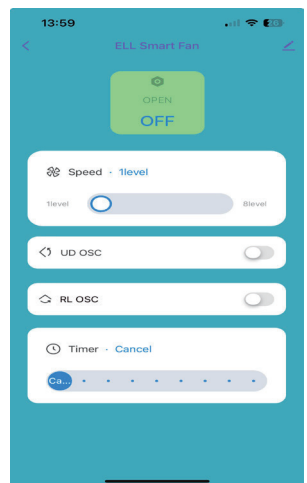 13:59
ELL Smart Fan
OPEN
OFF
Speed · 1level
1level 8level
UD OSC
RL OSC
Timer · Cancel
Ca...